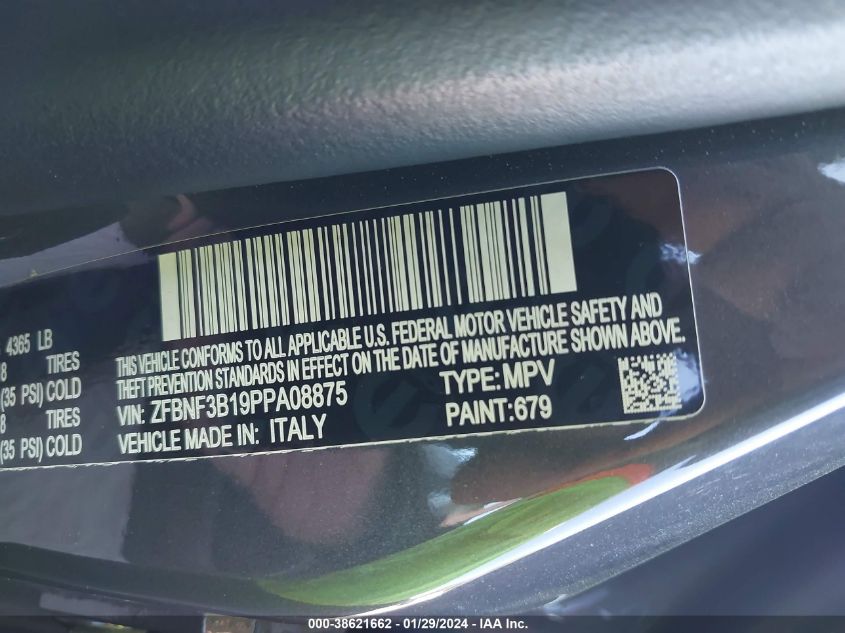 4365 LB
8 TIRES
(35 PSI) COLD
8 TIRES
(35 PSI) COLD
THIS VEHICLE CONFORMS TO ALL APPLICABLE U.S. FEDERAL MOTOR VEHICLE SAFETY AND
THEFT PREVENTION STANDARDS IN EFFECT ON THE DATE OF MANUFACTURE SHOWN ABOVE.
VIN: ZFBNF3B19PPA08875 TYPE: MPV
VEHICLE MADE IN: ITALY PAINT: 679
000-38621662 - 01/29/2024 - IAA Inc.